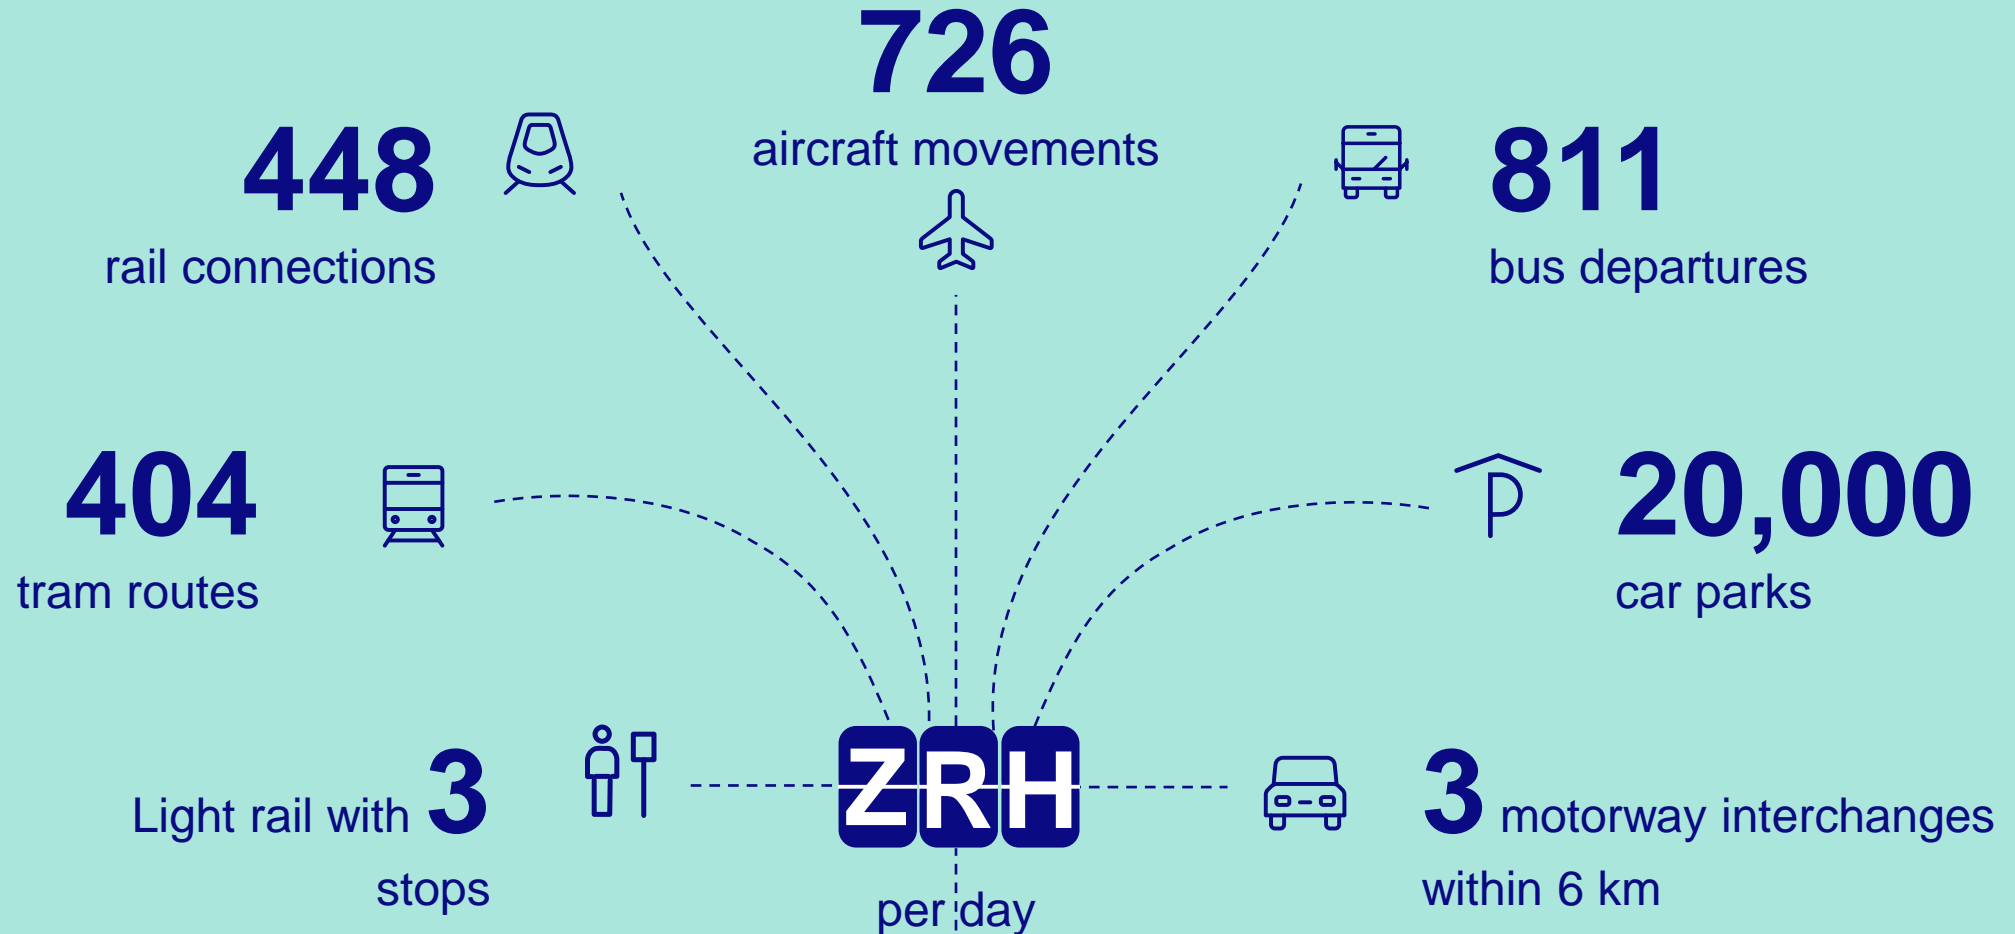 726
aircraft movements
448
rail connections
811
bus departures
404
tram routes
P
20,000
car parks
Light rail with 3
stops
ZRH
per day
3 motorway interchanges
within 6 km